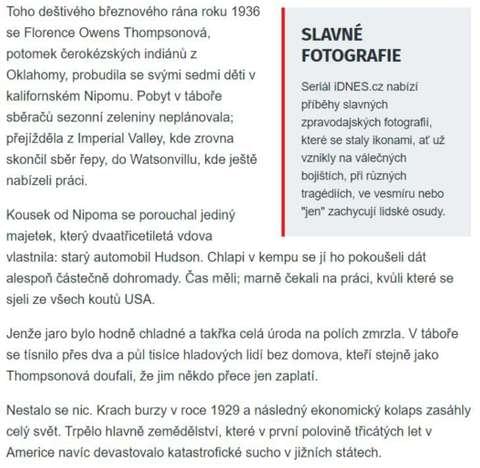 Toho deštivého březnového rána roku 1936
se Florence Owens Thompsonová,
potomek čerokézských indiánů z
Oklahomy, probudila se svými sedmi děti v
kalifornském Nipomu. Pobyt v táboře
sběračů sezonní zeleniny neplánovala;
přejížděla z Imperial Valley, kde zrovna
skončil sběr řepy, do Watsonvillu, kde ještě
nabízeli práci.
SLAVNÉ
FOTOGRAFIE
Seriál iDNES.cz nabízí
příběhy slavných
zpravodajských fotografií,
které se staly ikonami, ať už
vznikly na válečných
bojištích, při různých
tragédiích, ve vesmíru nebo
"jen" zachycují lidské osudy.
Kousek od Nipoma se porouchal jediný
majetek, který dvaatřicetiletá vdova
vlastnila: starý automobil Hudson. Chlapi v kempu se jí ho pokoušeli dát
alespoň částečně dohromady. Čas měli; marně čekali na práci, kvůli které se
sjeli ze všech koutů USA.
Jenže jaro bylo hodně chladné a takřka celá úroda na polích zmrzla. V táboře
se tísnilo přes dva a půl tisíce hladových lidí bez domova, kteří stejně jako
Thompsonová doufali, že jim někdo přece jen zaplatí.
Nestalo se nic. Krach burzy v roce 1929 a následný ekonomický kolaps zasáhly
celý svět. Trpělo hlavně zemědělství, které v první polovině třicátých let v
Americe navíc devastovalo katastrofické sucho v jižních státech.